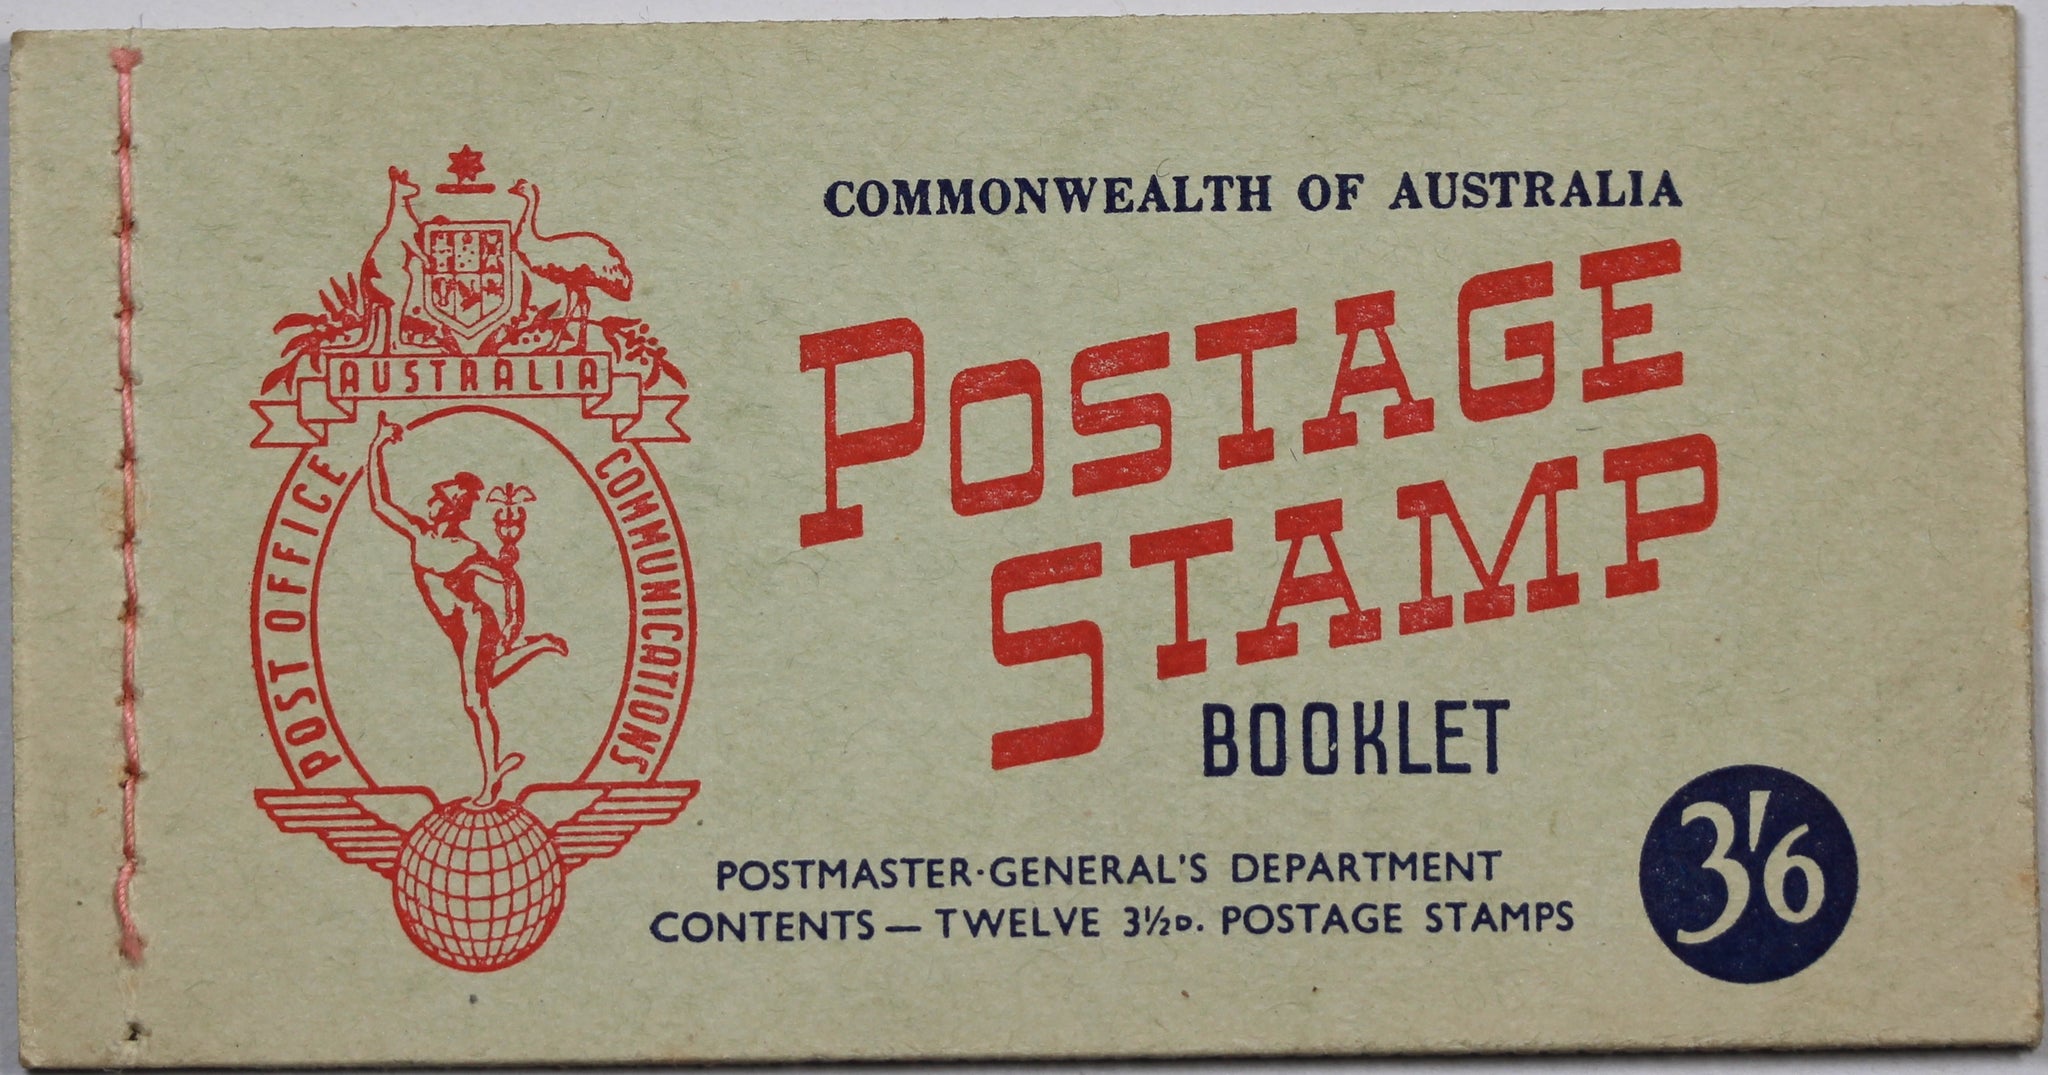 COMMONWEALTH OF AUSTRALIA
POSTAGE
STAMP
BOOKLET
AUSTRALIA
POST OFFICE
COMMUNICATIONS
POSTMASTER-GENERAL'S DEPARTMENT
CONTENTS — TWELVE 3½D. POSTAGE STAMPS
3'6